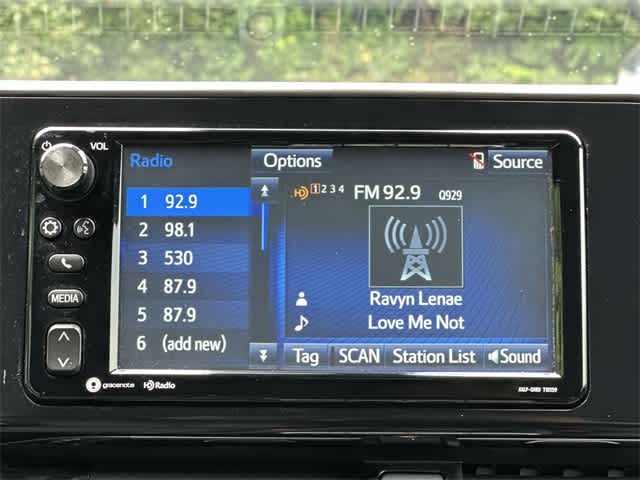 VOL
Radio
Options
Source
1 92.9
2 98.1
3 530
4 87.9
5 87.9
6 (add new)
HD 1 2 3 4 FM 92.9 Q929
Ravyn Lenae
Love Me Not
Tag SCAN Station List Sound
MEDIA
gracenote HD Radio